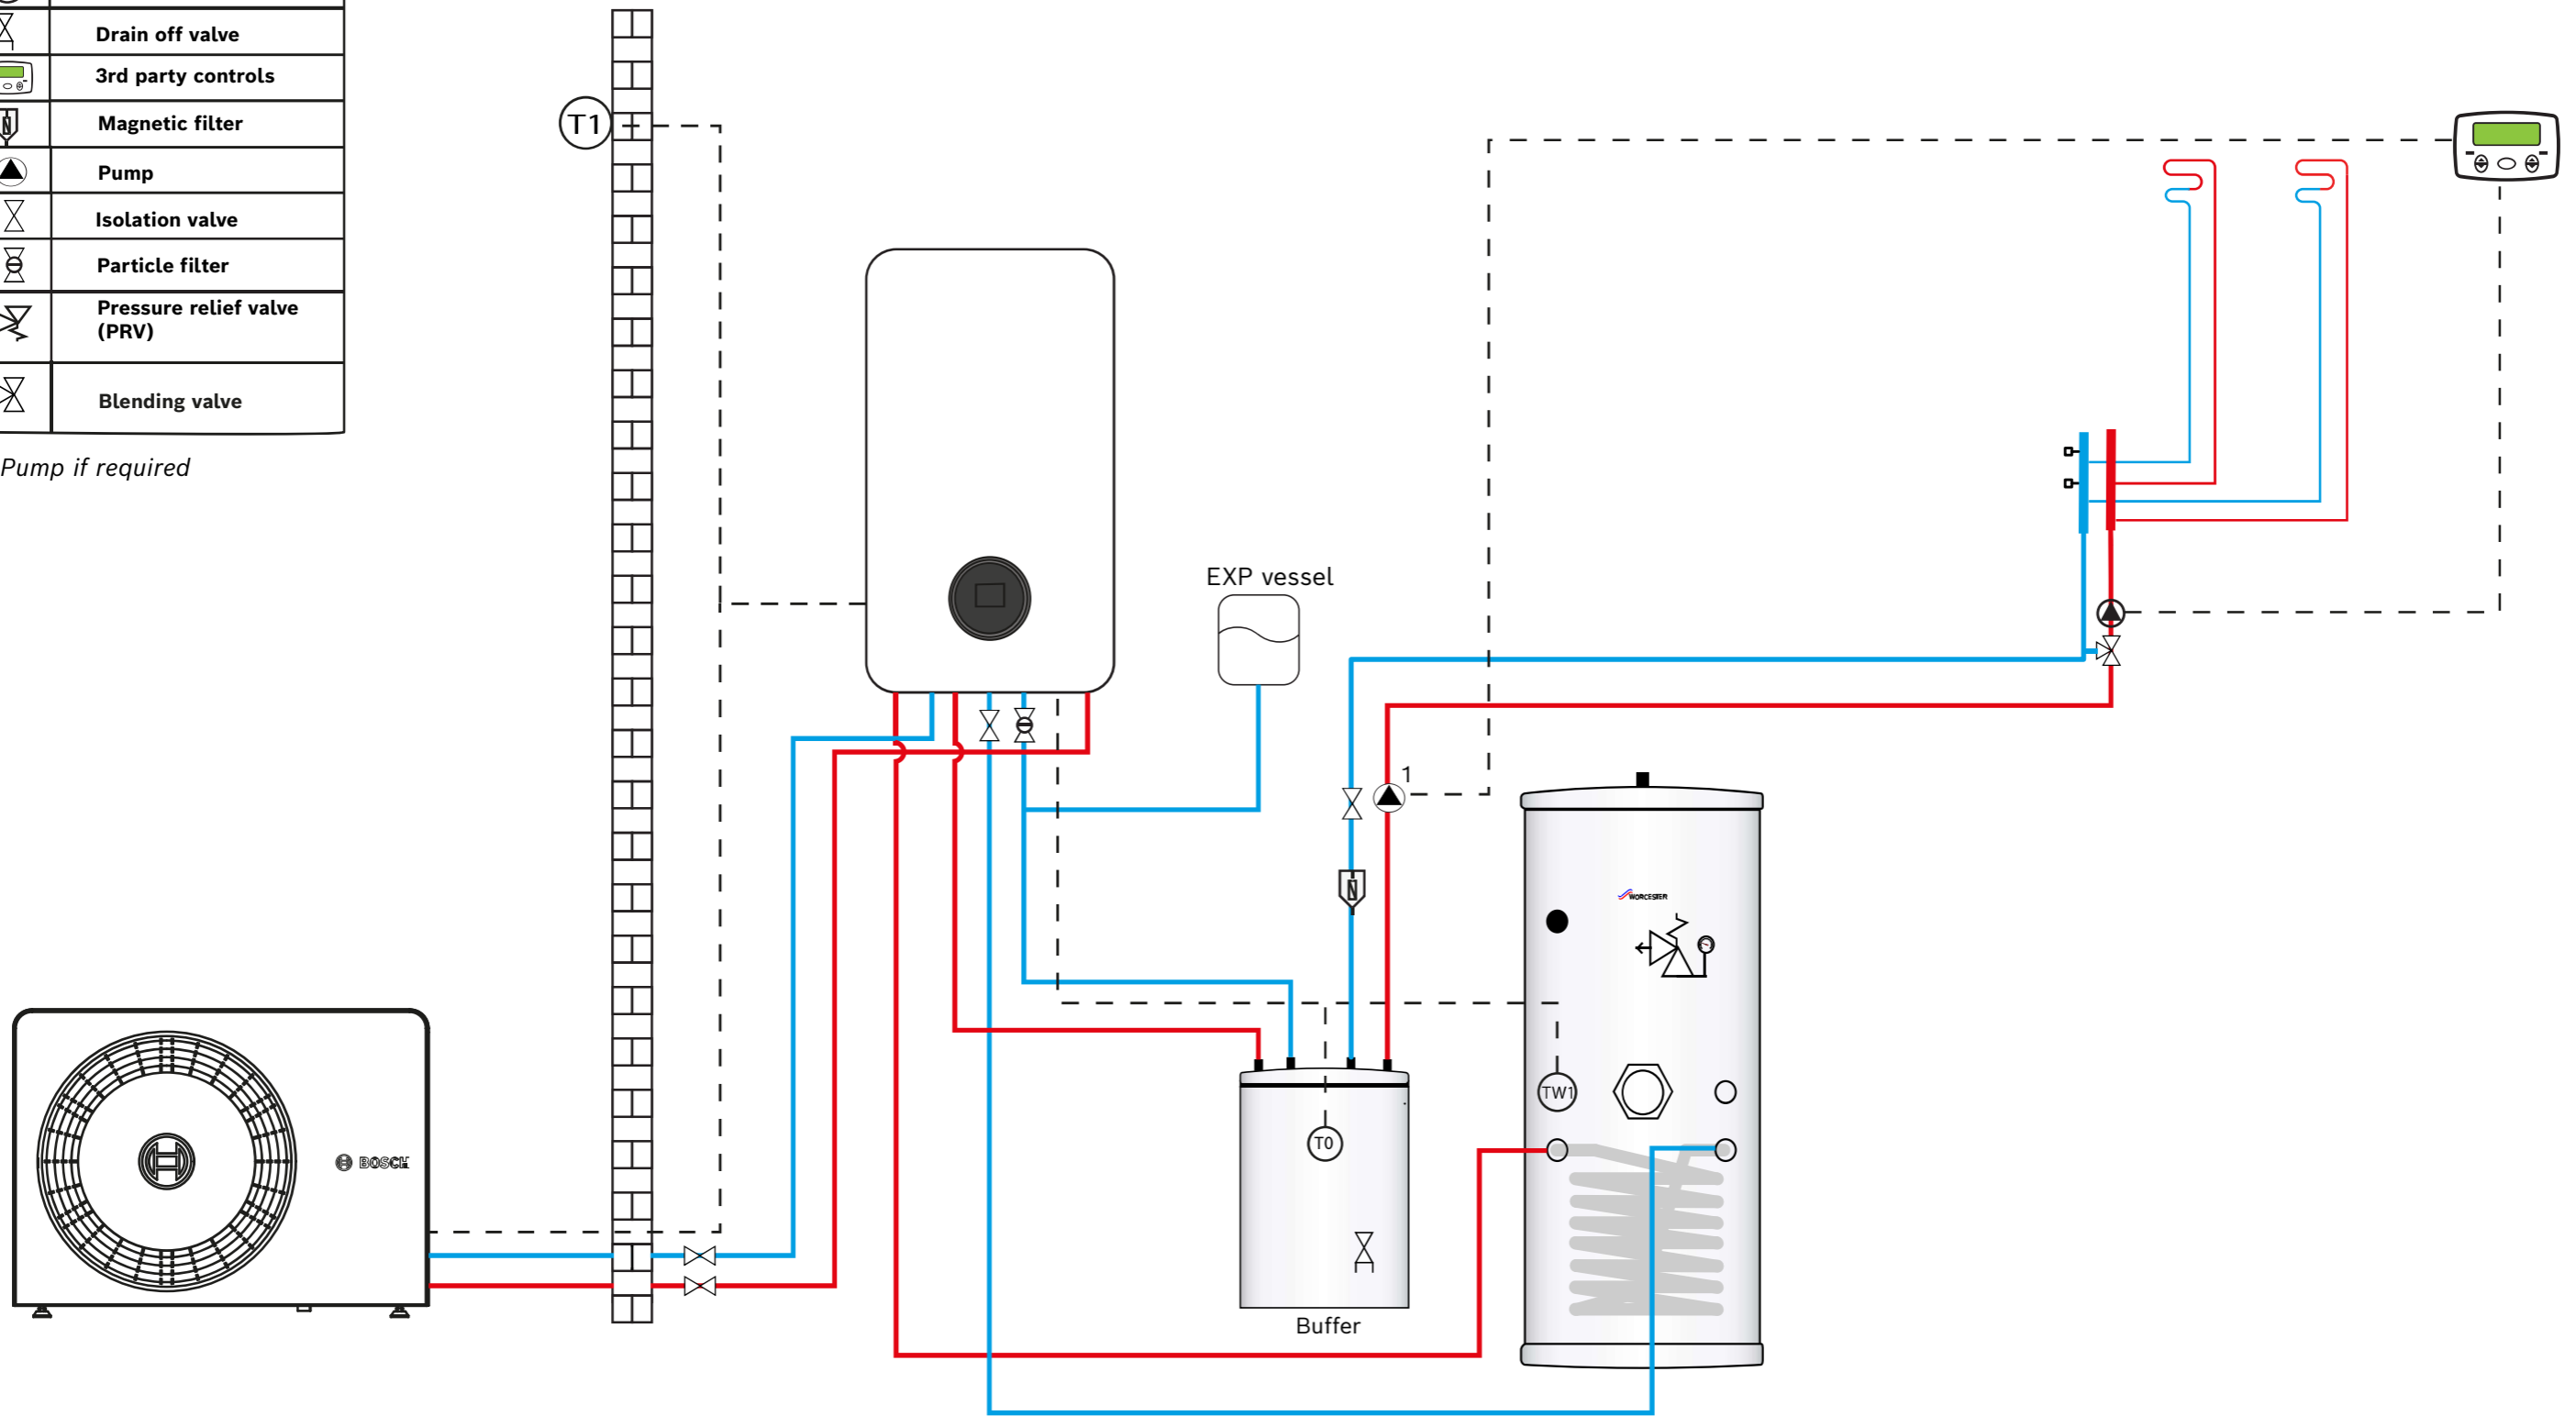 Drain off valve
3rd party controls
Magnetic filter
Pump
Isolation valve
Particle filter
Pressure relief valve
(PRV)
Blending valve
Pump if required
T1
EXP vessel
1
WORCESTER
TW1
T0
BOSCH
Buffer